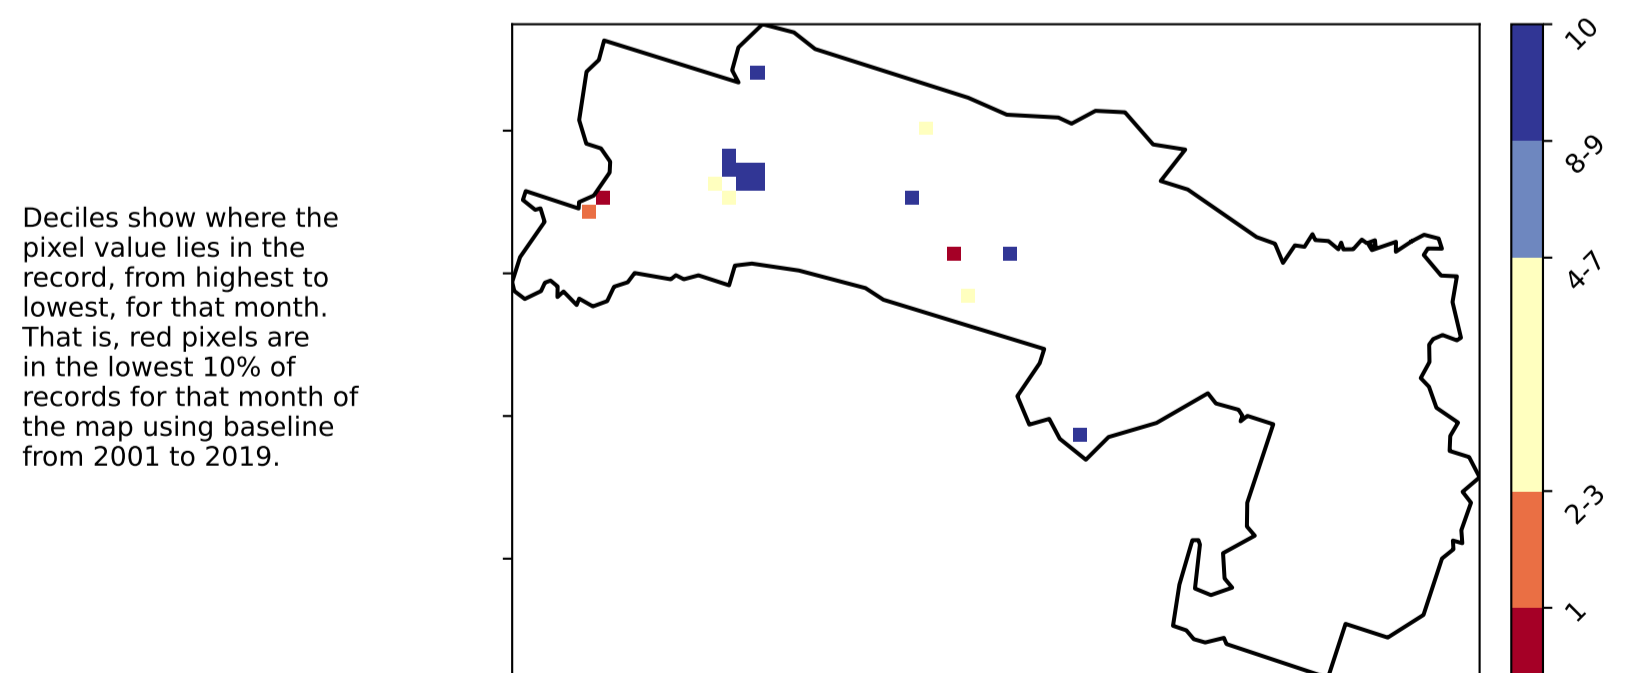 Deciles show where the
pixel value lies in the
record, from highest to
lowest, for that month.
That is, red pixels are
in the lowest 10% of
records for that month of
the map using baseline
from 2001 to 2019.
10
8-9
4-7
2-3
1